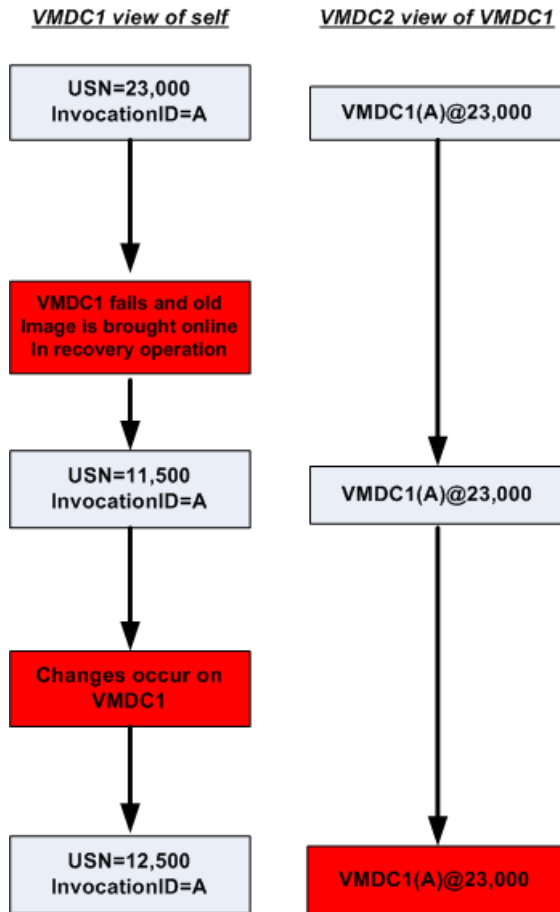 VMDC1 view of self
VMDC2 view of VMDC1
USN=23,000
InvocationID=A
VMDC1(A)@23,000
VMDC1 fails and old
Image is brought online
In recovery operation
USN=11,500
InvocationID=A
VMDC1(A)@23,000
Changes occur on
VMDC1
USN=12,500
InvocationID=A
VMDC1(A)@23,000